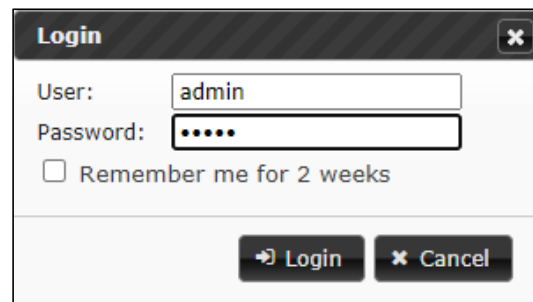 Login
User: admin
Password: •••••
Remember me for 2 weeks
Login Cancel